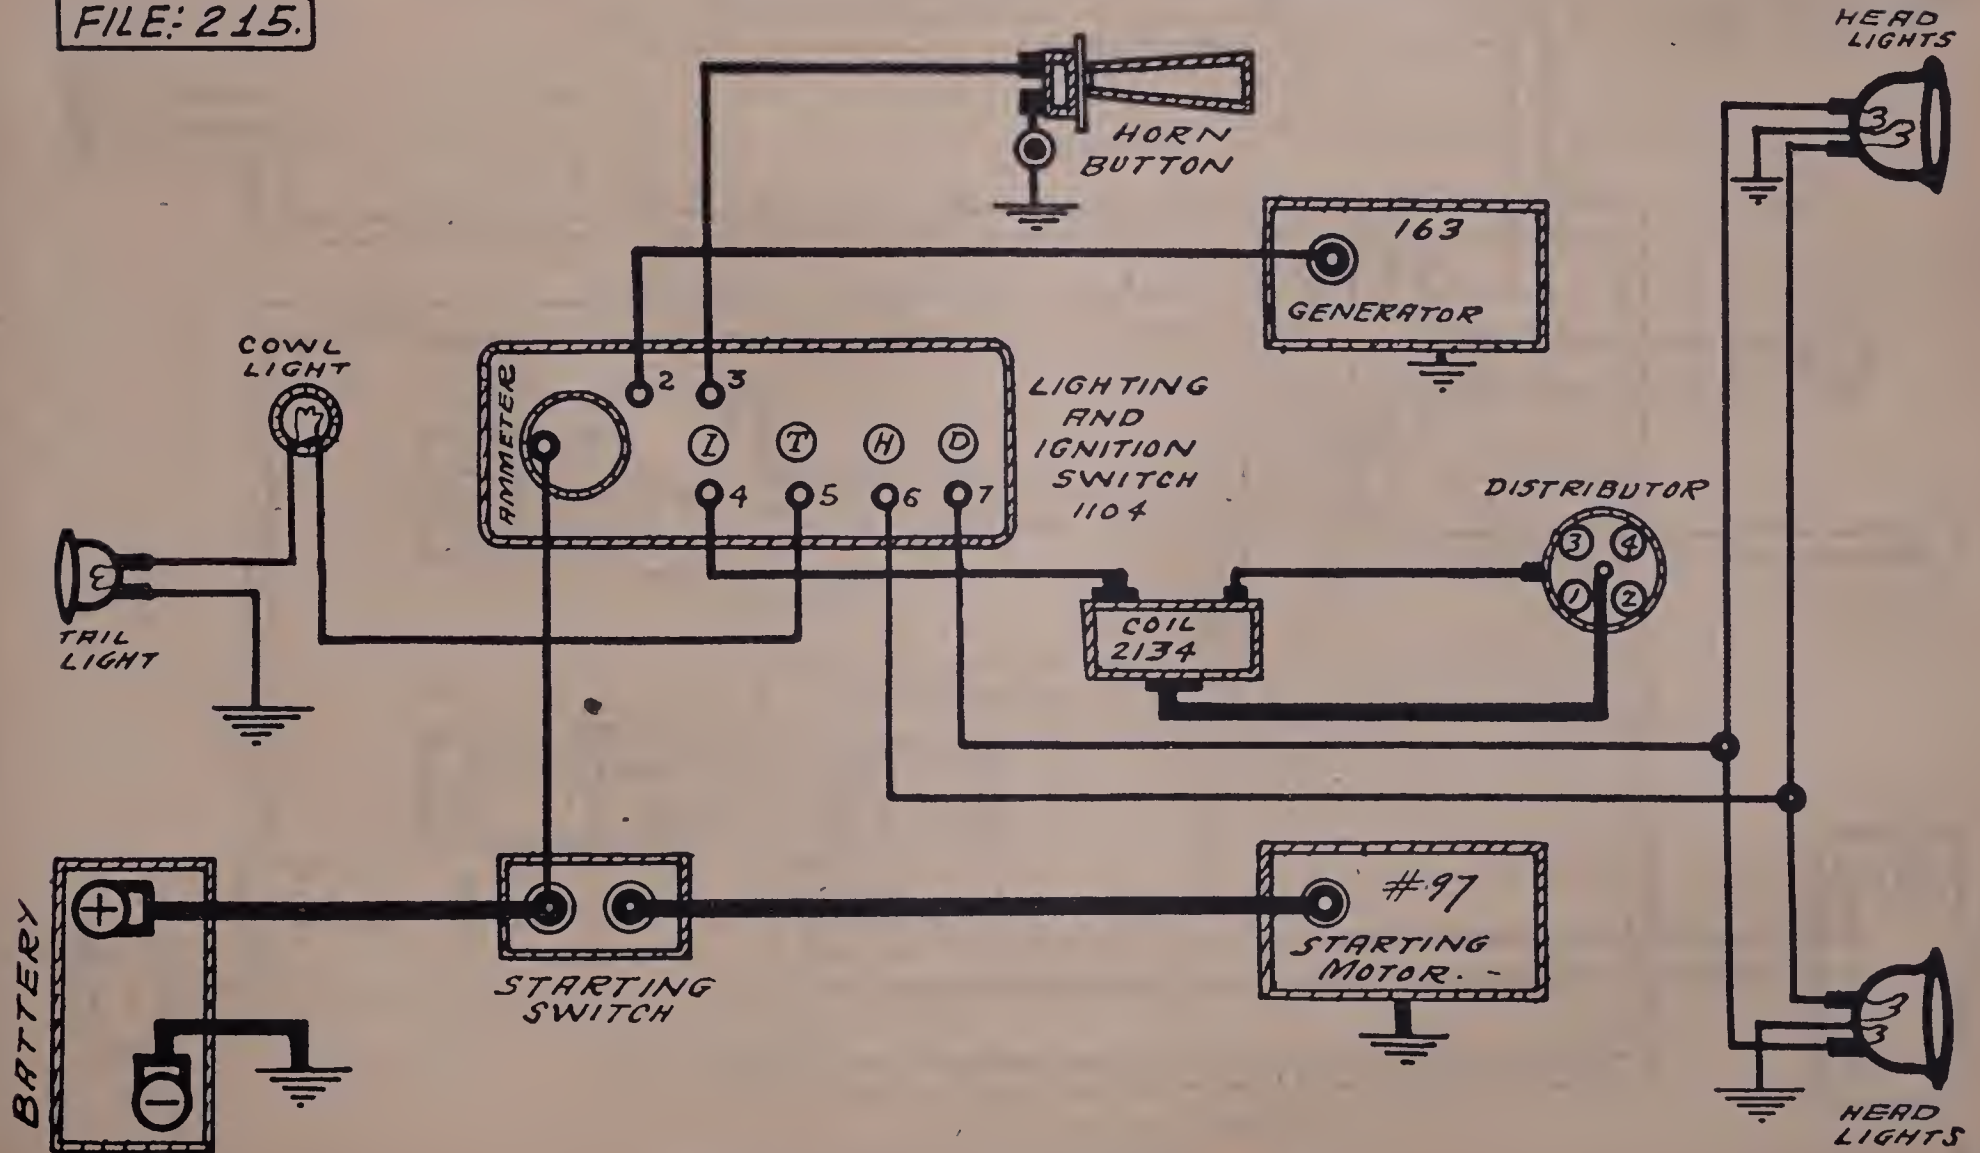 FILE: 215.
HEAD
LIGHTS
HORN
BUTTON
163
GENERATOR
COWL
LIGHT
AMMETER
2
3
I
T
H
D
4
5
6
7
LIGHTING
AND
IGNITION
SWITCH
1104
DISTRIBUTOR
3
4
1
2
TAIL
LIGHT
COIL
2134
BATTERY
+
−
STARTING
SWITCH
#97
STARTING
MOTOR. -
HEAD
LIGHTS